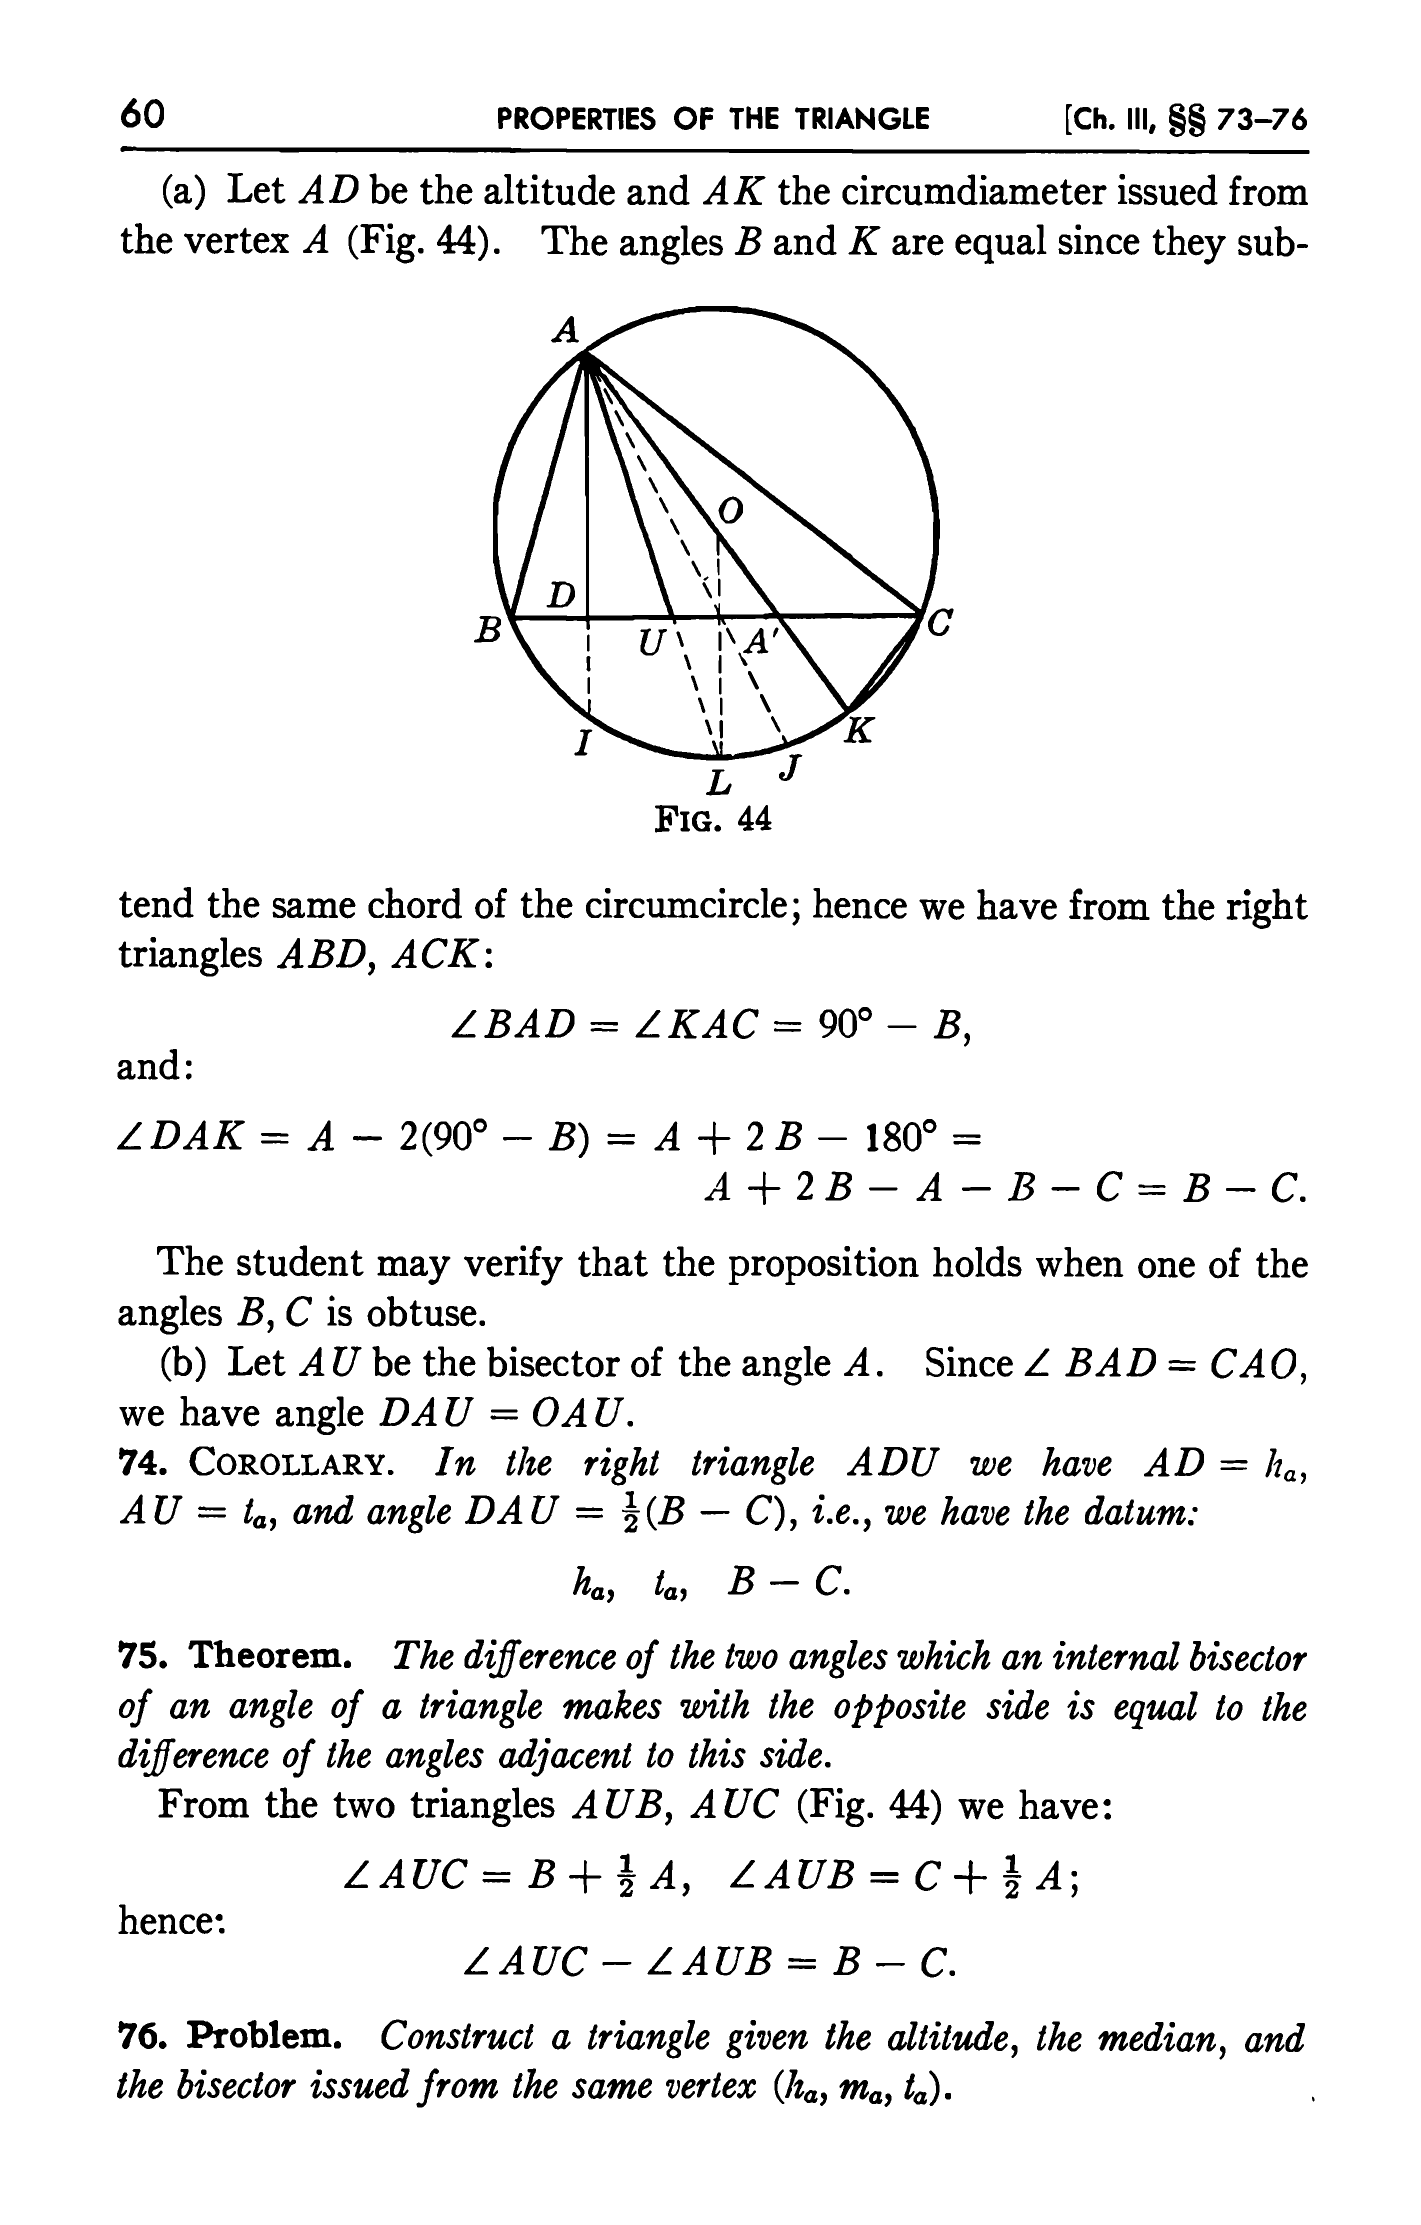 60 PROPERTIES OF THE TRIANGLE [Ch. III, §§ 73–76
(a) Let AD be the altitude and AK the circumdiameter issued from
the vertex A (Fig. 44). The angles B and K are equal since they sub-
A
O
D
B
U
A'
C
I
K
L
J
FIG. 44
tend the same chord of the circumcircle; hence we have from the right
triangles ABD, ACK:
∠BAD = ∠KAC = 90° − B,
and:
∠DAK = A − 2(90° − B) = A + 2B − 180° =
A + 2B − A − B − C = B − C.
The student may verify that the proposition holds when one of the
angles B, C is obtuse.
(b) Let AU be the bisector of the angle A. Since ∠ BAD = CAO,
we have angle DAU = OAU.
74. COROLLARY. In the right triangle ADU we have AD = hₐ,
AU = tₐ, and angle DAU = ½(B − C), i.e., we have the datum:
hₐ, tₐ, B − C.
75. Theorem. The difference of the two angles which an internal bisector
of an angle of a triangle makes with the opposite side is equal to the
difference of the angles adjacent to this side.
From the two triangles AUB, AUC (Fig. 44) we have:
∠AUC = B + ½ A, ∠AUB = C + ½ A;
hence:
∠AUC − ∠AUB = B − C.
76. Problem. Construct a triangle given the altitude, the median, and
the bisector issued from the same vertex (hₐ, mₐ, tₐ).